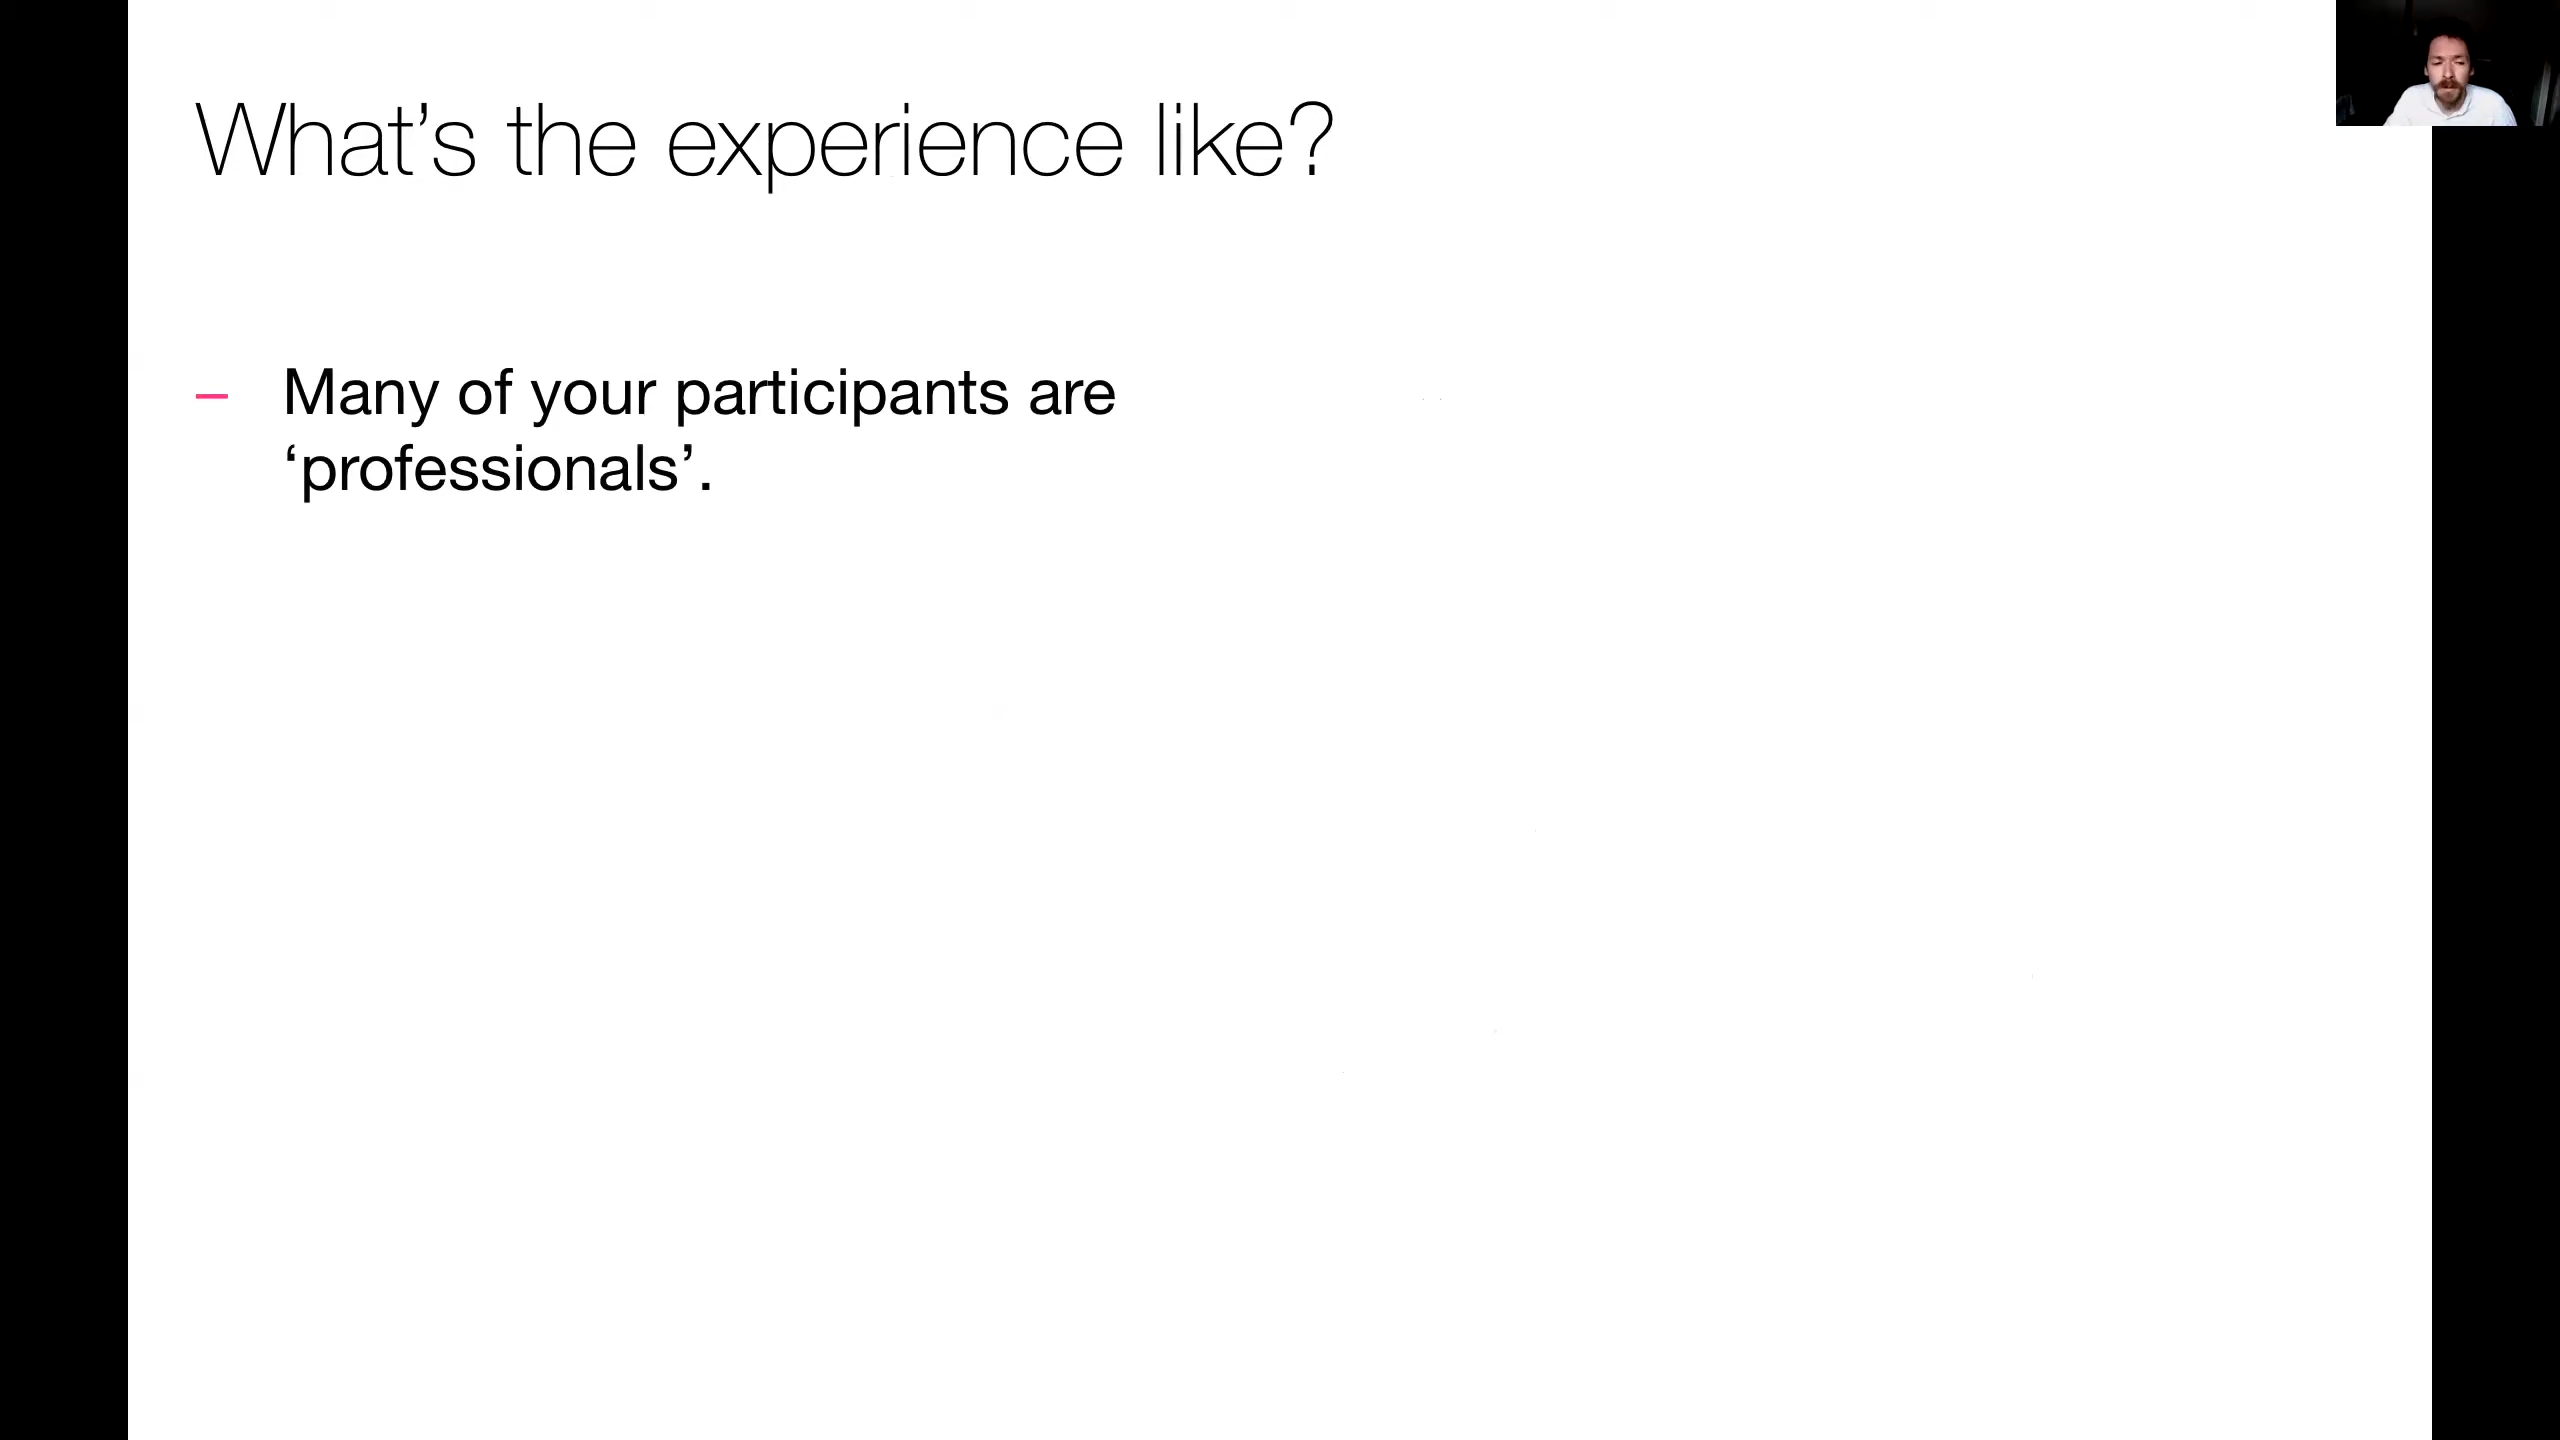 What’s the experience like?
– Many of your participants are
‘professionals’.